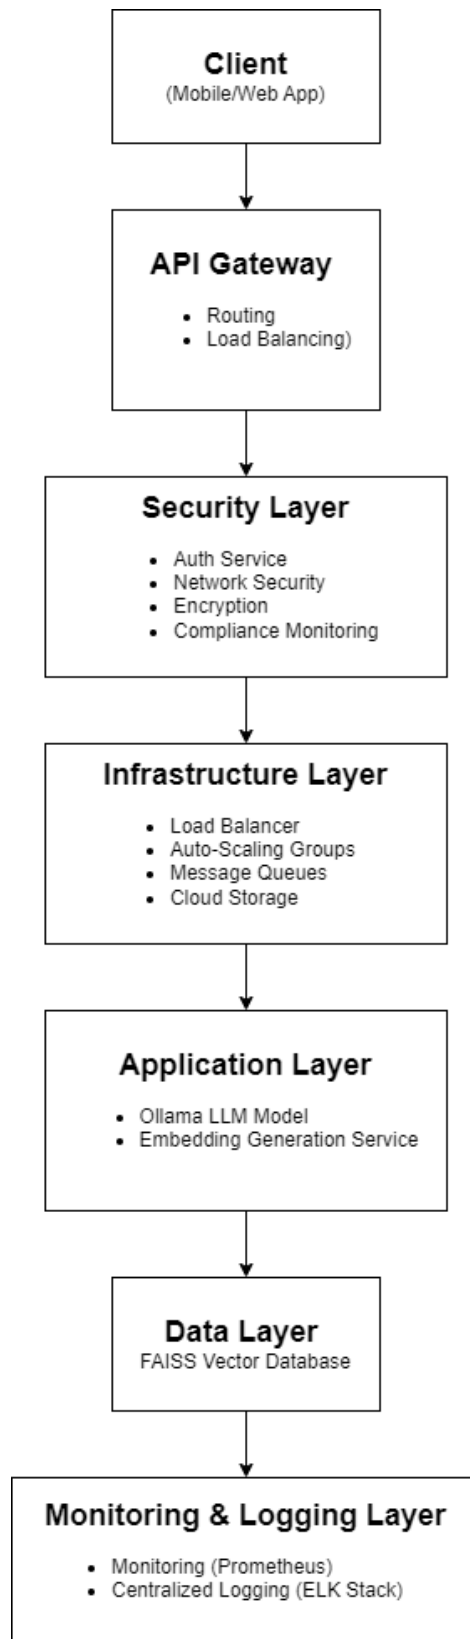 Client
(Mobile/Web App)
API Gateway
• Routing
• Load Balancing)
Security Layer
• Auth Service
• Network Security
• Encryption
• Compliance Monitoring
Infrastructure Layer
• Load Balancer
• Auto-Scaling Groups
• Message Queues
• Cloud Storage
Application Layer
• Ollama LLM Model
• Embedding Generation Service
Data Layer
FAISS Vector Database
Monitoring & Logging Layer
• Monitoring (Prometheus)
• Centralized Logging (ELK Stack)